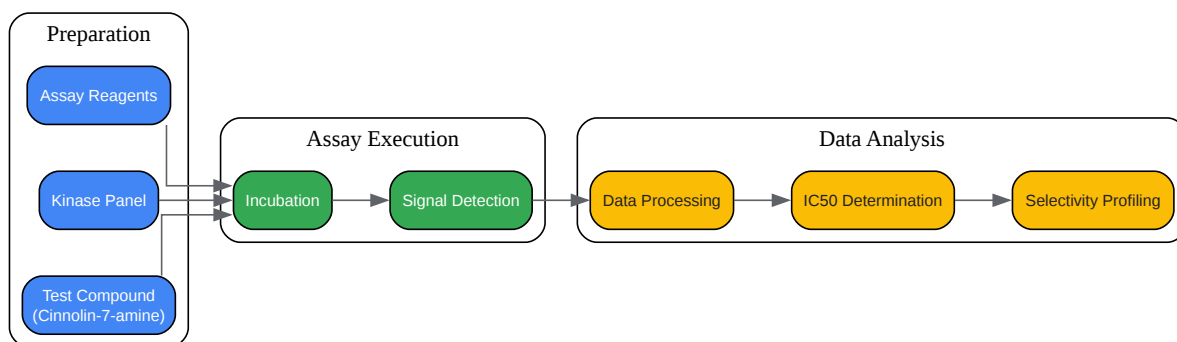 Preparation
Assay Reagents
Kinase Panel
Test Compound
(Cinnolin-7-amine)
Assay Execution
Incubation
Signal Detection
Data Analysis
Data Processing
IC50 Determination
Selectivity Profiling